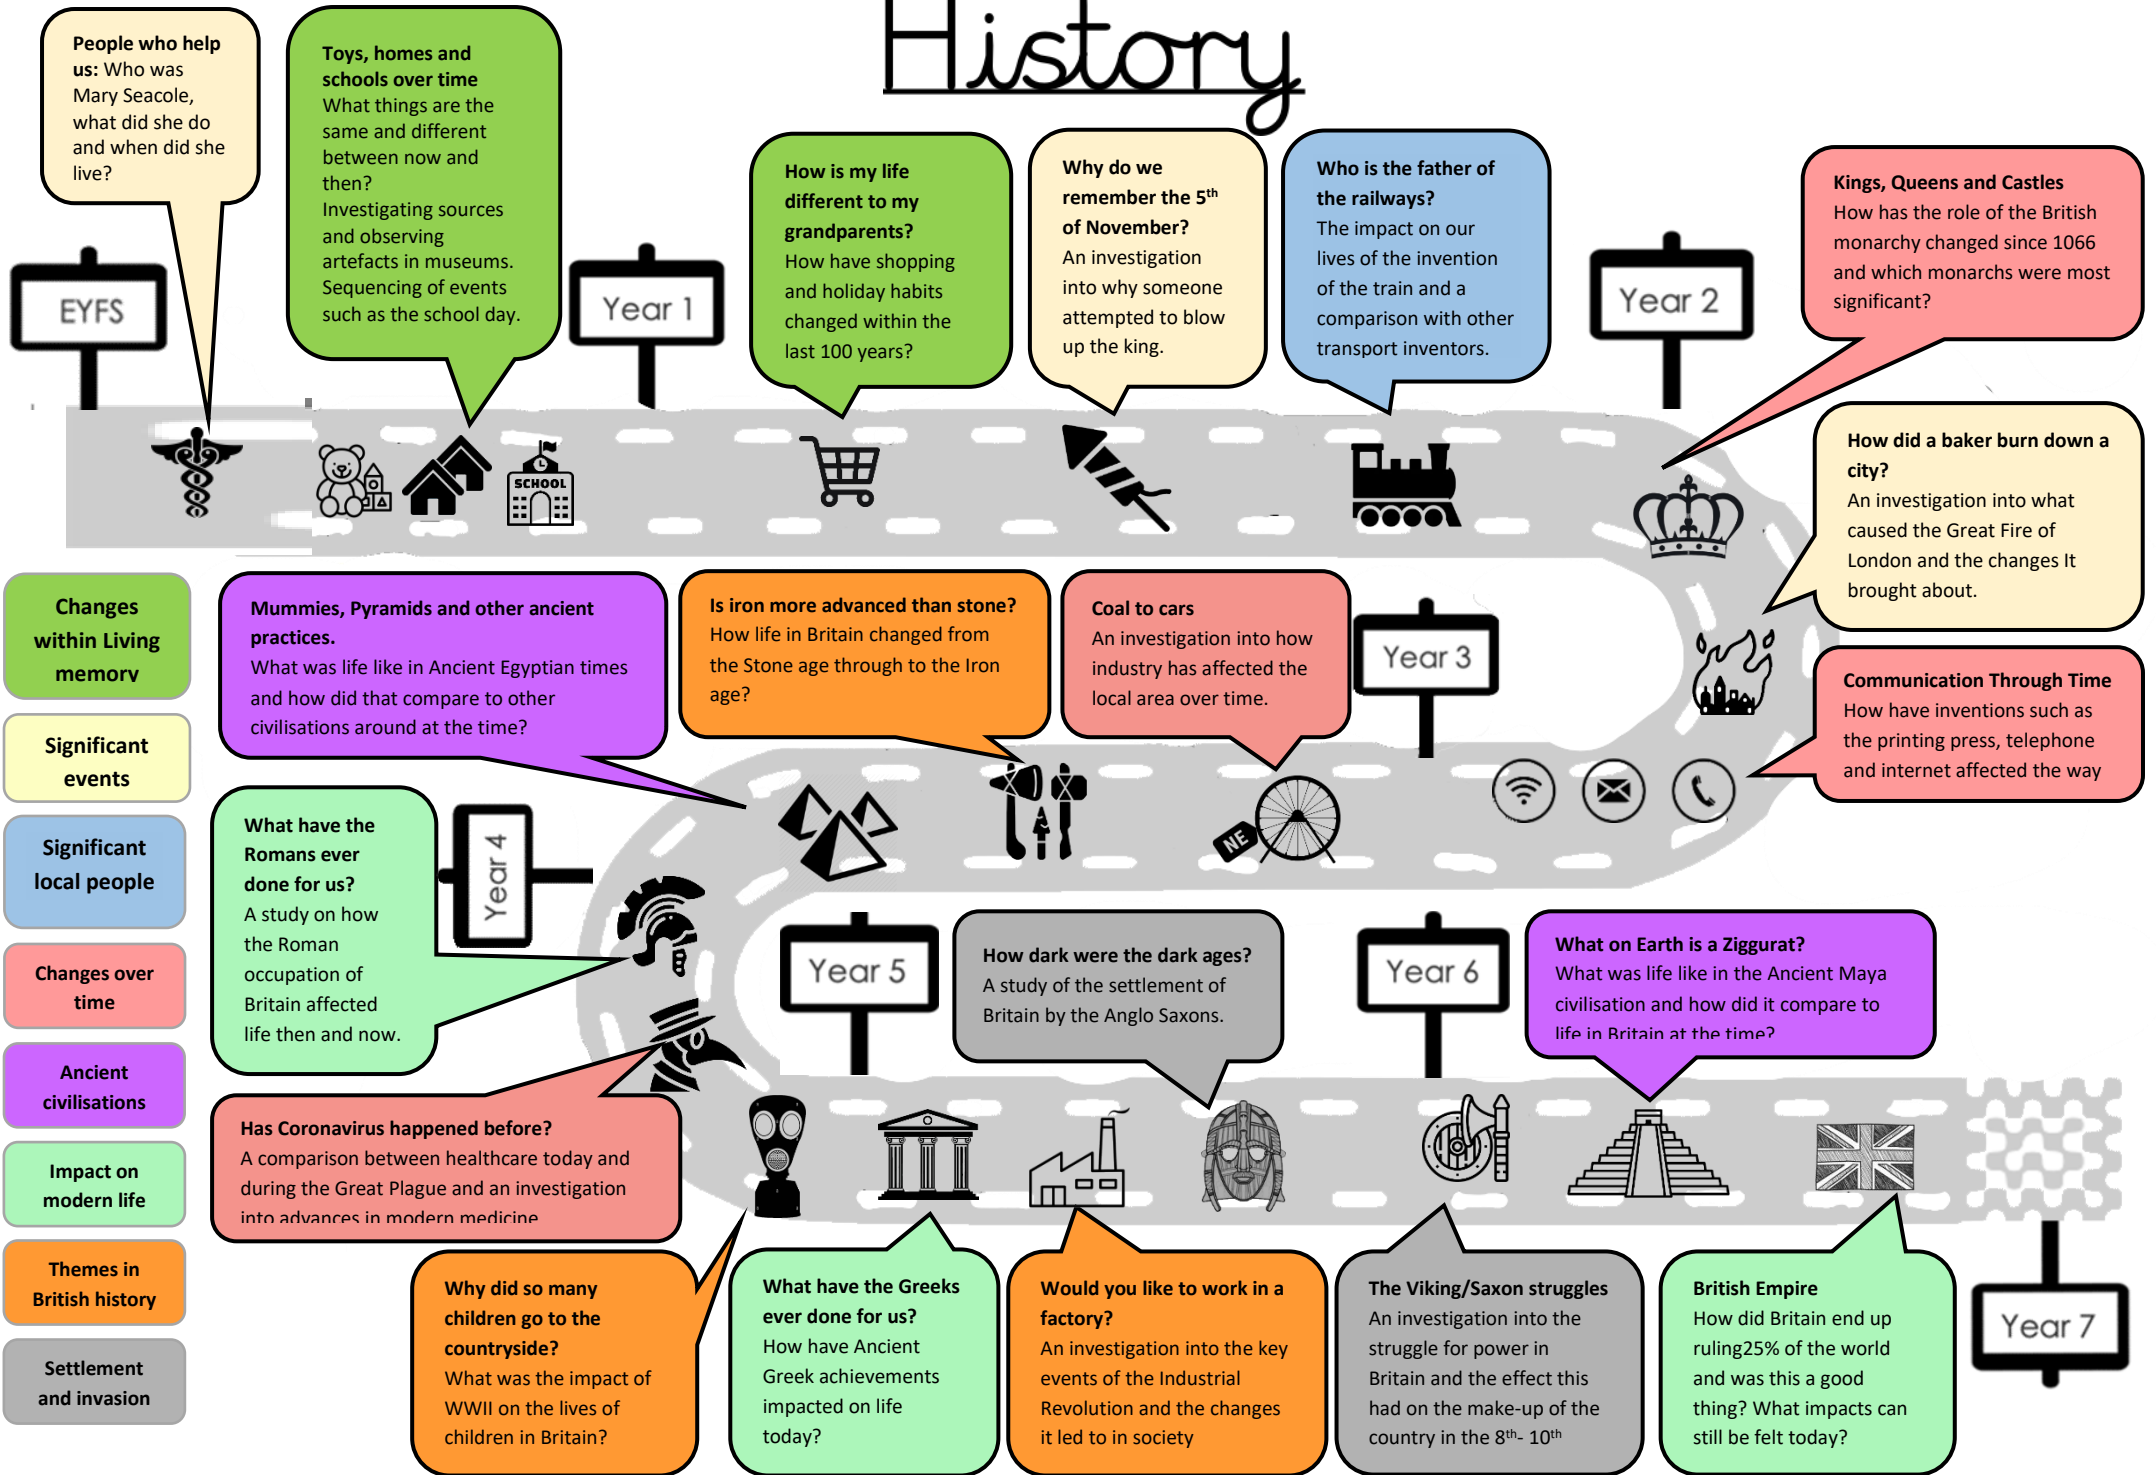 History
People who help
us: Who was
Mary Seacole,
what did she do
and when did she
live?
Toys, homes and
schools over time
What things are the
same and different
between now and
then?
Investigating sources
and observing
artefacts in museums.
Sequencing of events
such as the school day.
How is my life
different to my
grandparents?
How have shopping
and holiday habits
changed within the
last 100 years?
Why do we
remember the 5th
of November?
An investigation
into why someone
attempted to blow
up the king.
Who is the father of
the railways?
The impact on our
lives of the invention
of the train and a
comparison with other
transport inventors.
Kings, Queens and Castles
How has the role of the British
monarchy changed since 1066
and which monarchs were most
significant?
EYFS
Year 1
Year 2
SCHOOL
How did a baker burn down a
city?
An investigation into what
caused the Great Fire of
London and the changes It
brought about.
Communication Through Time
How have inventions such as
the printing press, telephone
and internet affected the way
Year 3
Coal to cars
An investigation into how
industry has affected the
local area over time.
NE
Is iron more advanced than stone?
How life in Britain changed from
the Stone age through to the Iron
age?
Mummies, Pyramids and other ancient
practices.
What was life like in Ancient Egyptian times
and how did that compare to other
civilisations around at the time?
Year 4
What have the
Romans ever
done for us?
A study on how
the Roman
occupation of
Britain affected
life then and now.
Has Coronavirus happened before?
A comparison between healthcare today and
during the Great Plague and an investigation
into advances in modern medicine
Why did so many
children go to the
countryside?
What was the impact of
WWII on the lives of
children in Britain?
Year 5
What have the Greeks
ever done for us?
How have Ancient
Greek achievements
impacted on life
today?
Would you like to work in a
factory?
An investigation into the key
events of the Industrial
Revolution and the changes
it led to in society
How dark were the dark ages?
A study of the settlement of
Britain by the Anglo Saxons.
Year 6
The Viking/Saxon struggles
An investigation into the
struggle for power in
Britain and the effect this
had on the make-up of the
country in the 8th- 10th
What on Earth is a Ziggurat?
What was life like in the Ancient Maya
civilisation and how did it compare to
life in Britain at the time?
British Empire
How did Britain end up
ruling25% of the world
and was this a good
thing? What impacts can
still be felt today?
Year 7
Changes
within Living
memory
Significant
events
Significant
local people
Changes over
time
Ancient
civilisations
Impact on
modern life
Themes in
British history
Settlement
and invasion